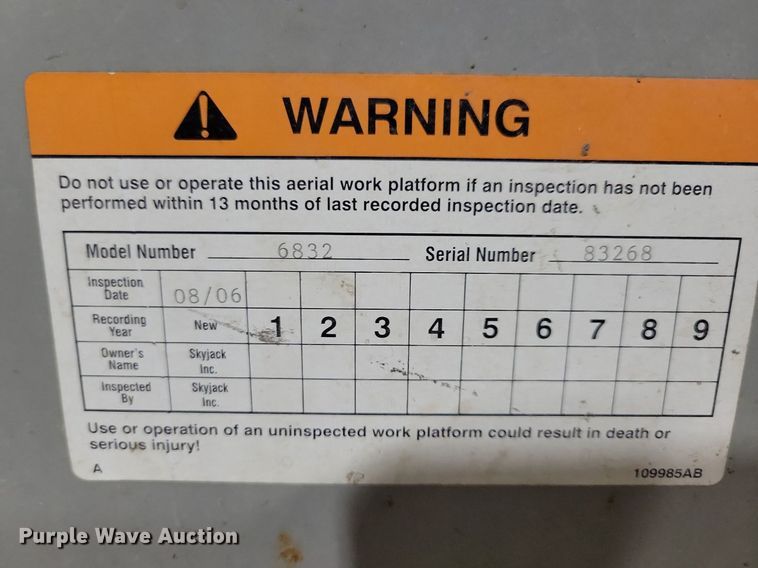 WARNING
Do not use or operate this aerial work platform if an inspection has not been
performed within 13 months of last recorded inspection date.
Model Number 6832 Serial Number 83268
Inspection
Date 08/06
Recording
Year New 1 2 3 4 5 6 7 8 9
Owner's
Name Skyjack
Inc.
Inspected
By Skyjack
Inc.
Use or operation of an uninspected work platform could result in death or
serious injury!
A 109985AB
Purple Wave Auction